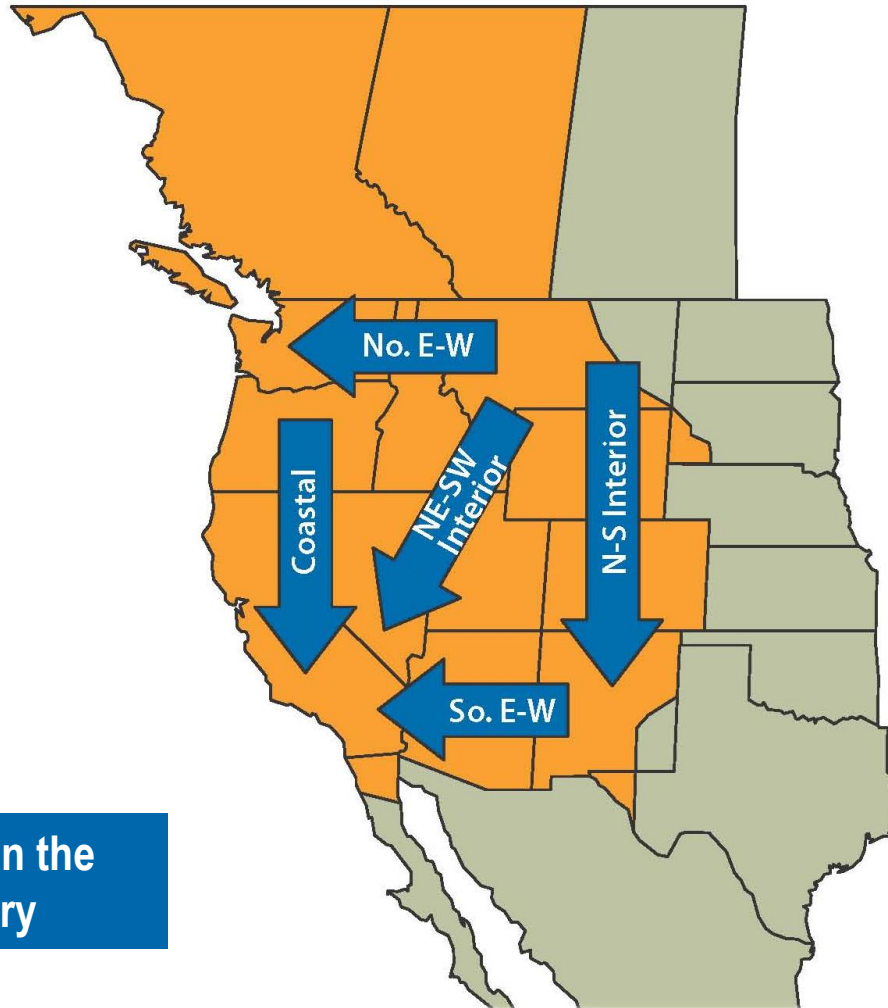 No. E-W
Coastal
NE-SW
Interior
N-S Interior
So. E-W
n the
ry